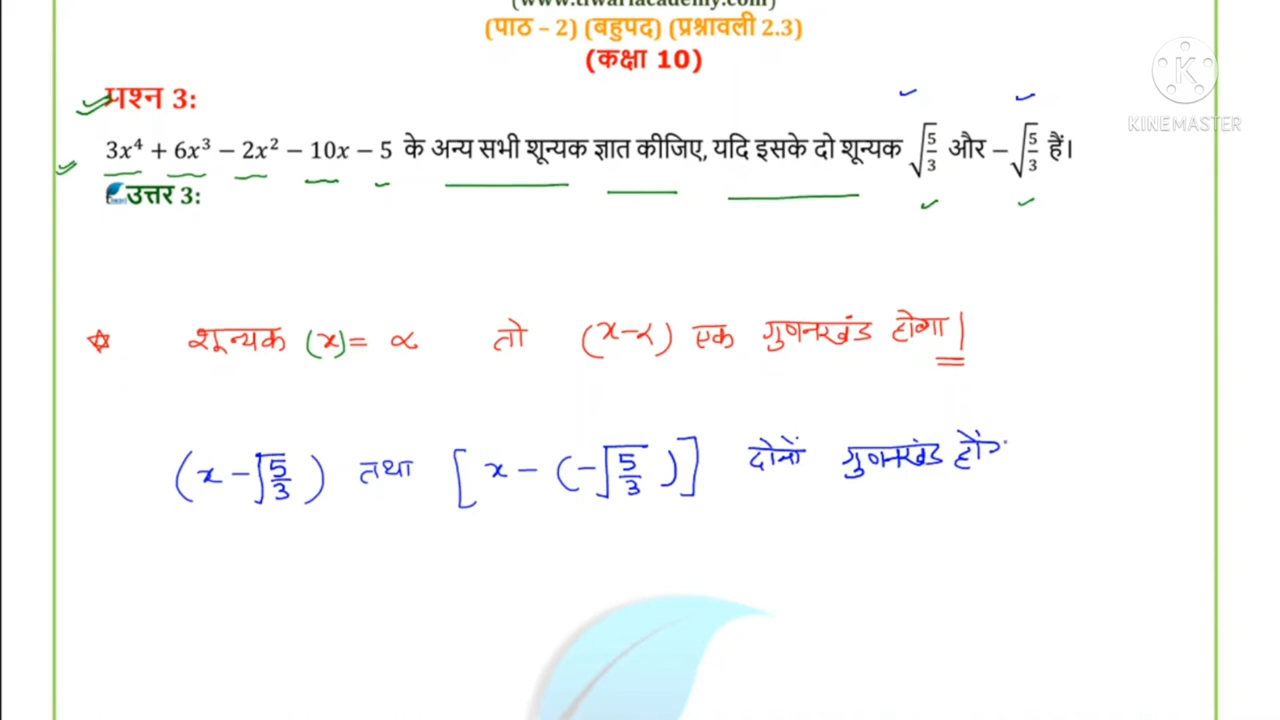 (www.tiwariacademy.com)
(पाठ – 2) (बहुपद) (प्रश्नावली 2.3)
(कक्षा 10)
K
KINEMASTER
प्रश्न 3:
3x⁴ + 6x³ − 2x² − 10x − 5 के अन्य सभी शून्यक ज्ञात कीजिए, यदि इसके दो शून्यक √(5/3) और −√(5/3) हैं।
उत्तर 3:
शून्यक (x) = α तो (x−α) एक गुणनखंड होगा|
(x − √(5/3)) तथा [x − (−√(5/3))] दोनों गुणनखंड